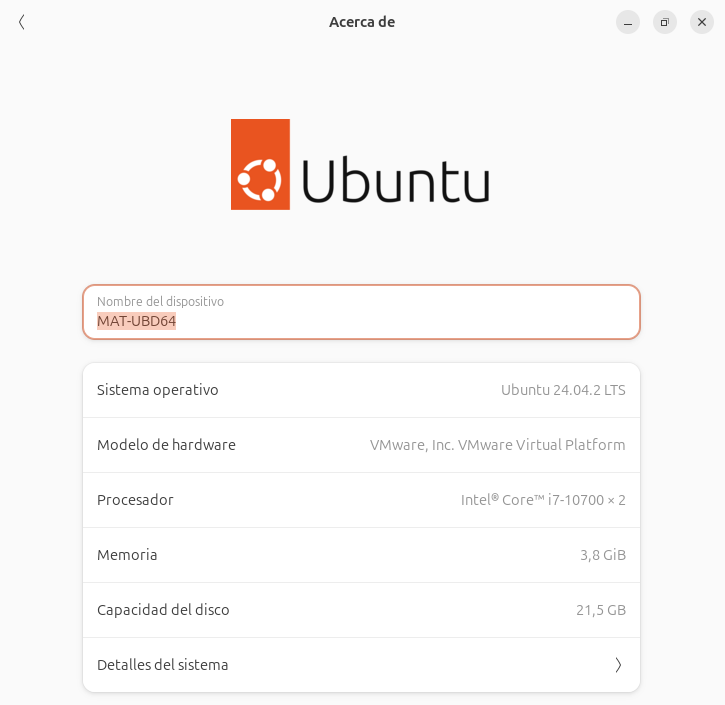 Acerca de
Ubuntu
Nombre del dispositivo
MAT-UBD64
Sistema operativo Ubuntu 24.04.2 LTS
Modelo de hardware VMware, Inc. VMware Virtual Platform
Procesador Intel® Core™ i7-10700 × 2
Memoria 3,8 GiB
Capacidad del disco 21,5 GB
Detalles del sistema